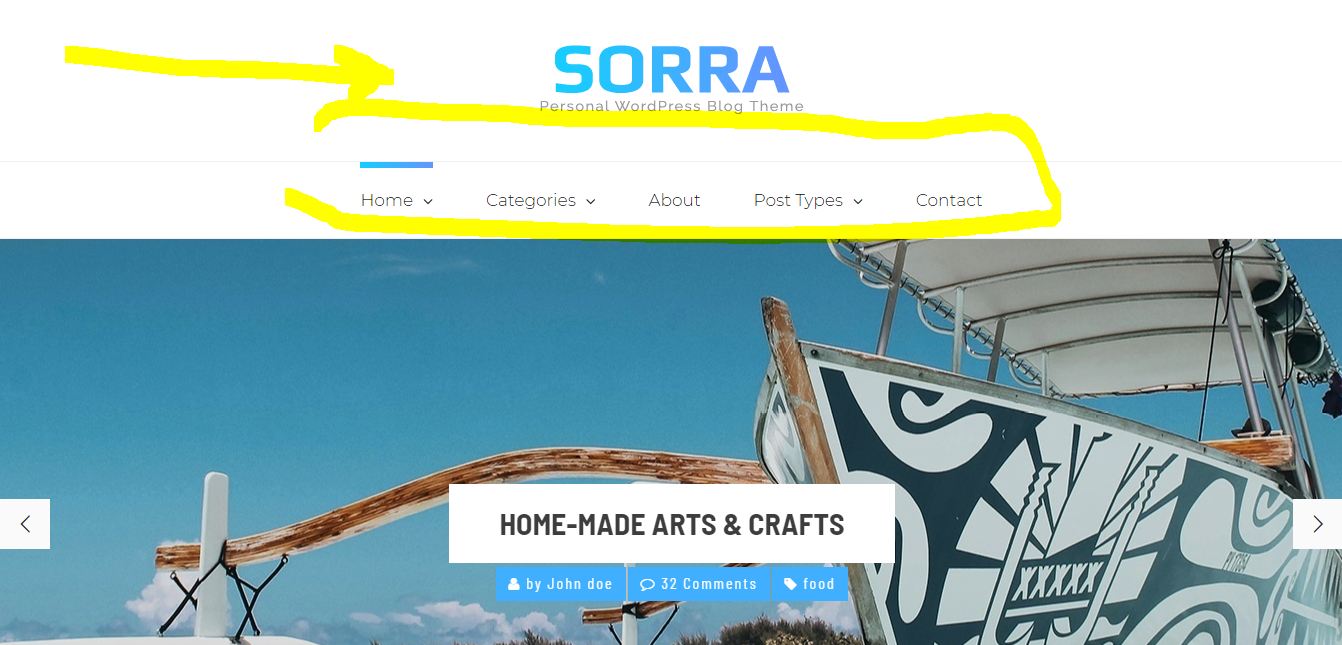 SORRA
Personal WordPress Blog Theme
Home Categories About Post Types Contact
HOME-MADE ARTS & CRAFTS
by John doe 32 Comments food
XXXXX